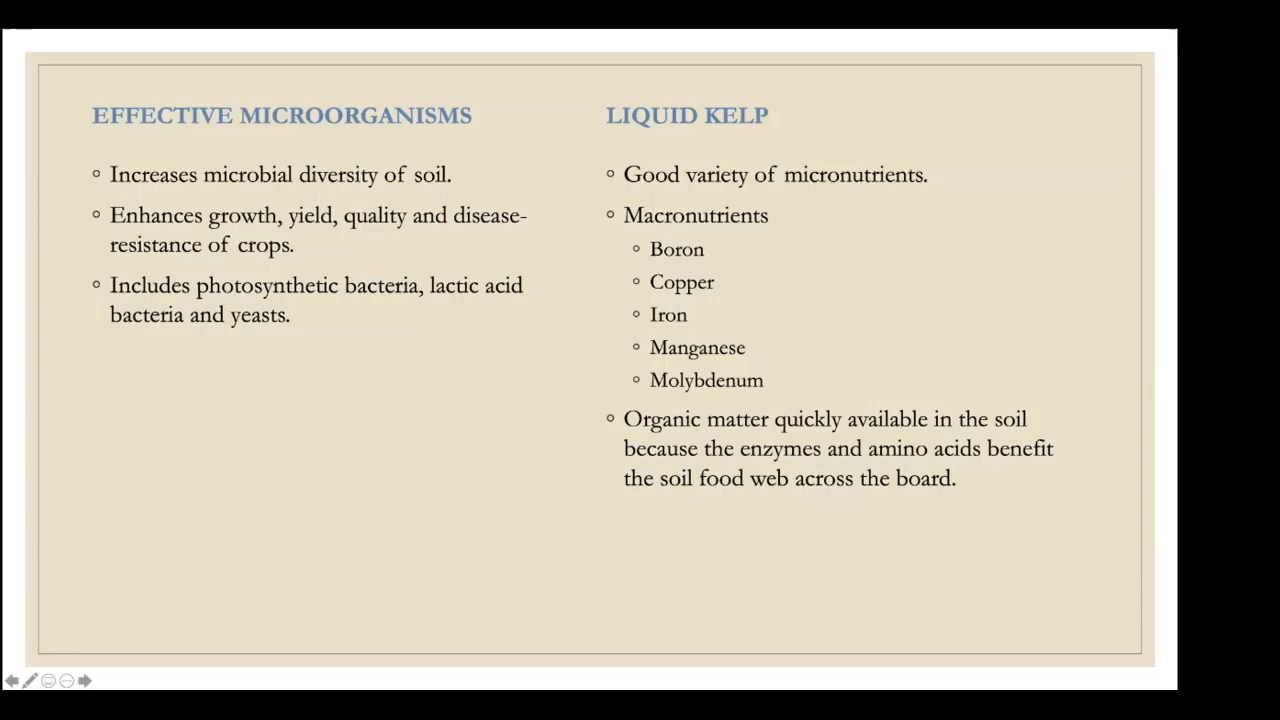 EFFECTIVE MICROORGANISMS
Increases microbial diversity of soil.
Enhances growth, yield, quality and disease-
resistance of crops.
Includes photosynthetic bacteria, lactic acid
bacteria and yeasts.
LIQUID KELP
Good variety of micronutrients.
Macronutrients
Boron
Copper
Iron
Manganese
Molybdenum
Organic matter quickly available in the soil
because the enzymes and amino acids benefit
the soil food web across the board.